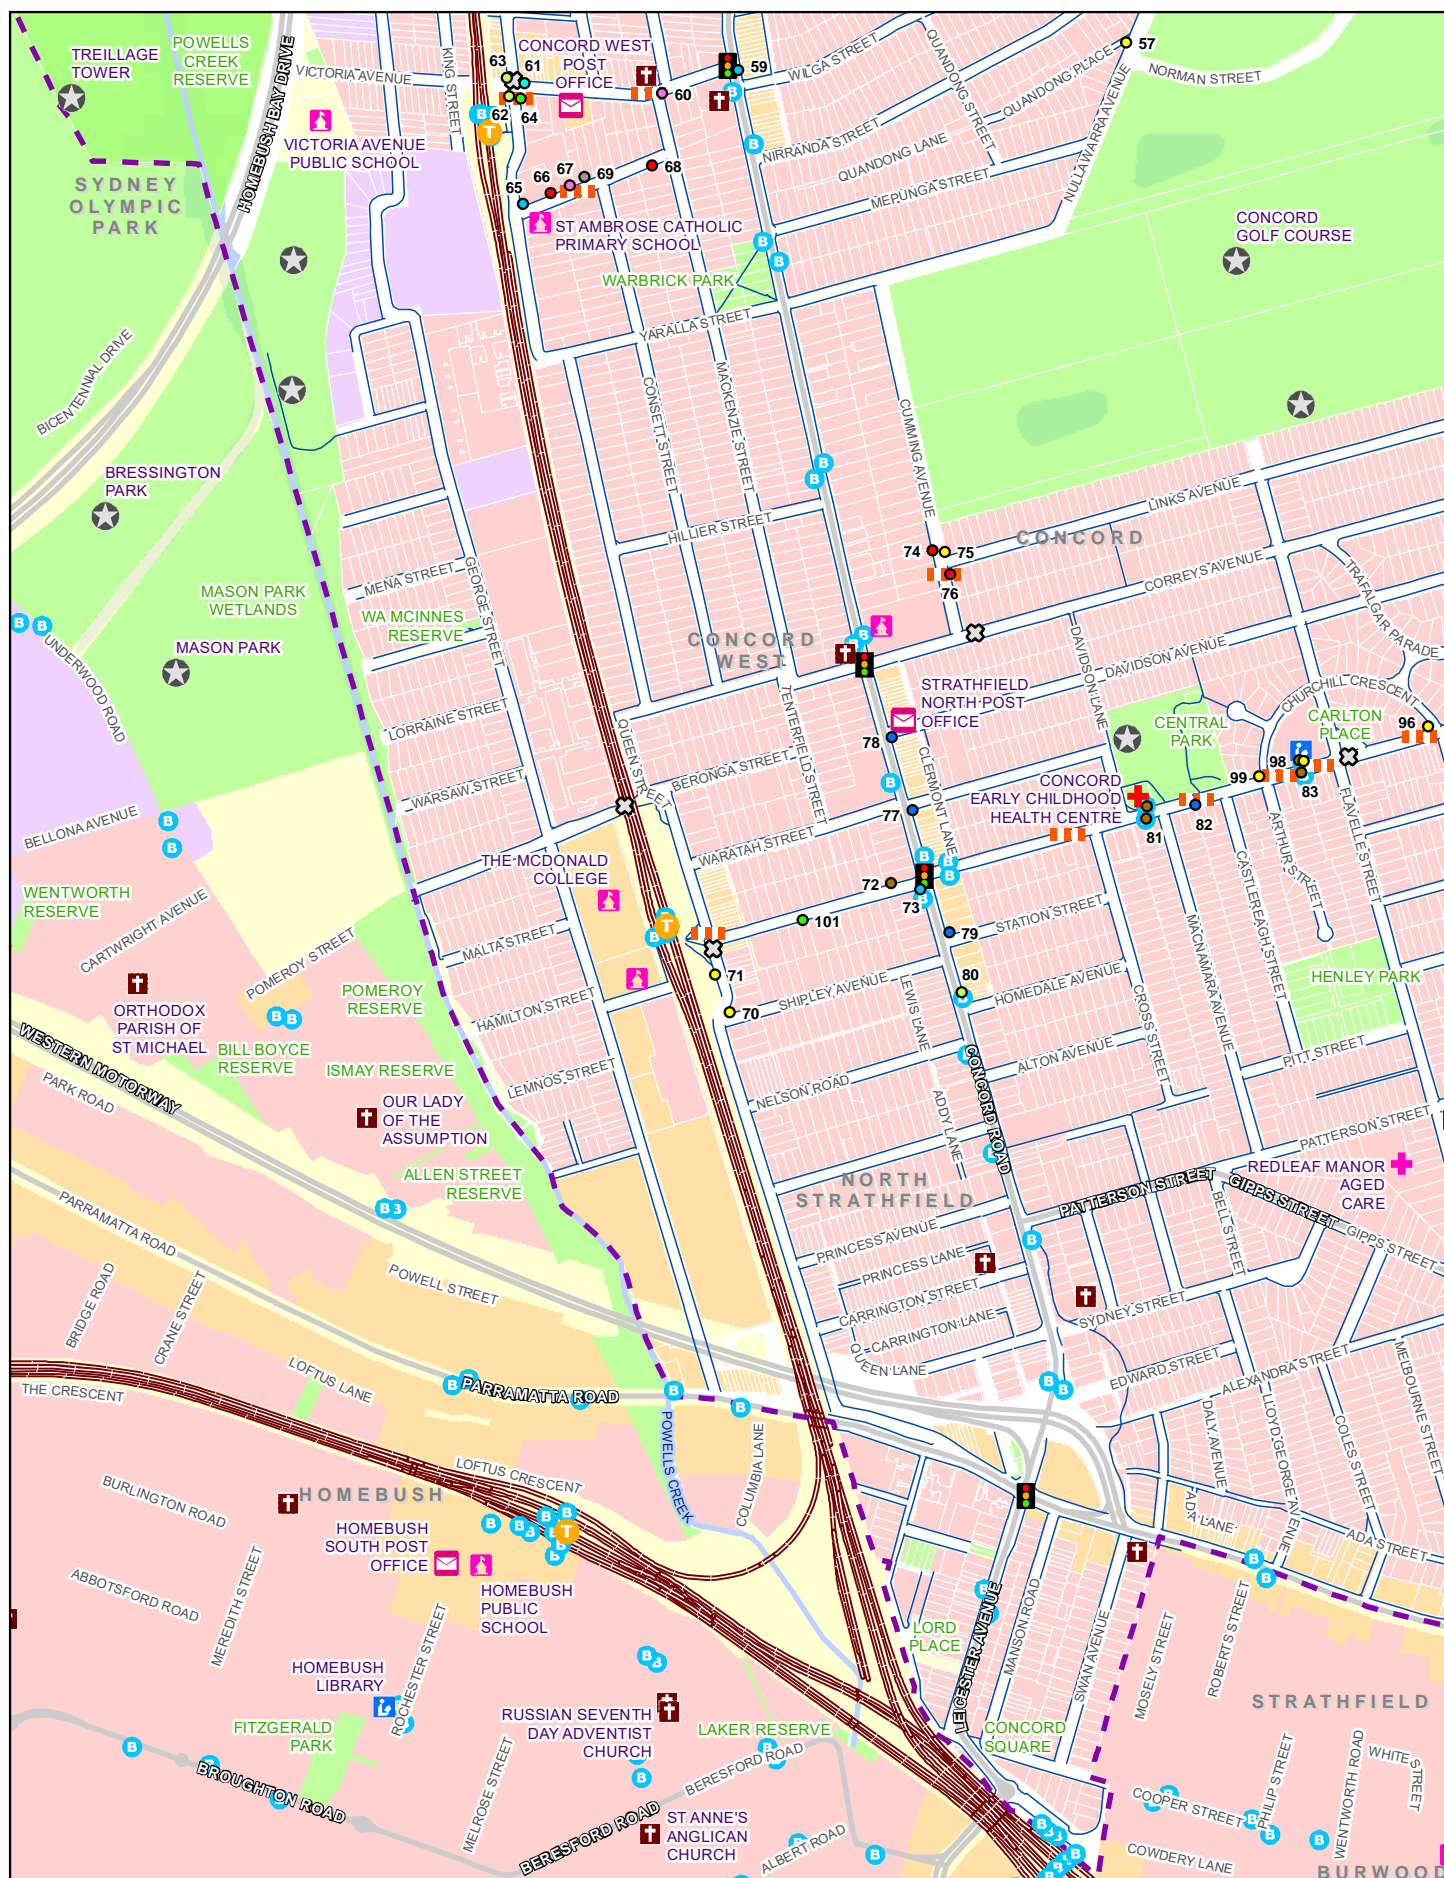 TREILLAGE
TOWER
POWELLS
CREEK
RESERVE
HOMEBUSH BAY DRIVE
VICTORIA AVENUE
KING STREET
63
61
CONCORD WEST
POST
OFFICE
62
64
60
59
WILGA STREET
QUANDONG STREET
QUANDONG PLACE
57
NORMAN STREET
NULLAWARRA AVENUE
T
VICTORIA AVENUE
PUBLIC SCHOOL
SYDNEY
OLYMPIC
PARK
NIRRANDA STREET
QUANDONG LANE
MEPUNGA STREET
65
66
67
69
68
ST AMBROSE CATHOLIC
PRIMARY SCHOOL
CONCORD
GOLF COURSE
WARBRICK PARK
YARALLA STREET
BICENTENNIAL DRIVE
CONSETT STREET
MACKENZIE STREET
CUMMING AVENUE
BRESSINGTON
PARK
LINKS AVENUE
HILLIER STREET
CONCORD
74
75
76
CORREYS AVENUE
TRAFALGAR PARADE
MENA STREET
GEORGE STREET
MASON PARK
WETLANDS
WA MCINNES
RESERVE
MASON PARK
UNDERWOOD ROAD
CONCORD
WEST
DAVIDSON LANE
DAVIDSON AVENUE
STRATHFIELD
NORTH POST
OFFICE
TENTERFIELD STREET
LORRAINE STREET
QUEEN STREET
78
CHURCHILL CRESCENT
CARLTON
PLACE
CENTRAL
PARK
96
BERONGA STREET
CLERMONT LANE
CONCORD
EARLY CHILDHOOD
HEALTH CENTRE
99
98
83
WARSAW STREET
77
81
82
ARTHUR STREET
FLAVELLE STREET
BELLONA AVENUE
WARATAH STREET
CASTLEREAGH STREET
THE MCDONALD
COLLEGE
72
73
WENTWORTH
RESERVE
CARTWRIGHT AVENUE
POMEROY STREET
MALTA STREET
T
101
STATION STREET
79
MACNAMARA AVENUE
71
SHIPLEY AVENUE
80
HOMEDALE AVENUE
HENLEY PARK
ORTHODOX
PARISH OF
ST MICHAEL
POMEROY
RESERVE
HAMILTON STREET
70
LEWIS LANE
CROSS STREET
WESTERN MOTORWAY
PARK ROAD
BILL BOYCE
RESERVE
ISMAY RESERVE
LEMNOS STREET
CONCORD ROAD
ALTON AVENUE
PITT STREET
NELSON ROAD
ADDY LANE
OUR LADY
OF THE
ASSUMPTION
PATTERSON STREET
ALLEN STREET
RESERVE
NORTH
STRATHFIELD
REDLEAF MANOR
AGED
CARE
PATTERSON STREET
GIPPS STREET
GIPPS STREET
BELL STREET
PARRAMATTA ROAD
PRINCESS AVENUE
PRINCESS LANE
POWELL STREET
BRIDGE ROAD
CRANE STREET
CARRINGTON STREET
CARRINGTON LANE
SYDNEY STREET
QUEEN LANE
THE CRESCENT
LOFTUS LANE
PARRAMATTA ROAD
EDWARD STREET
ALEXANDRA STREET
MELBOURNE STREET
POWELLS CREEK
COLUMBIA LANE
DALY AVENUE
LLOYD GEORGE AVENUE
COLES STREET
LOFTUS CRESCENT
BURLINGTON ROAD
HOMEBUSH
ADA LANE
ADA STREET
HOMEBUSH
SOUTH POST
OFFICE
T
HOMEBUSH
PUBLIC
SCHOOL
ABBOTSFORD ROAD
MEREDITH STREET
ROCHESTER STREET
LORD
PLACE
LEICESTER AVENUE
MANSON ROAD
SWAN AVENUE
MOSELY STREET
ROBERTS STREET
HOMEBUSH
LIBRARY
STRATHFIELD
RUSSIAN SEVENTH
DAY ADVENTIST
CHURCH
FITZGERALD
PARK
LAKER RESERVE
CONCORD
SQUARE
BERESFORD ROAD
BROUGHTON ROAD
MELROSE STREET
BERESFORD ROAD
ST ANNE'S
ANGLICAN
CHURCH
ALBERT ROAD
COOPER STREET
PHILIP STREET
WENTWORTH ROAD
WHITE STREET
COWDERY LANE
BURWOOD